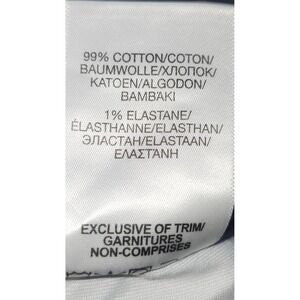 99% COTTON/COTON/
BAUMWOLLE/ХЛОПОК/
KATOEN/ALGODON/
BAMBAKI
1% ELASTANE/
ÉLASTHANNE/ELASTHAN/
ЭЛАСТАН/ELASTAAN/
ΕΛΑΣΤΑΝΗ
EXCLUSIVE OF TRIM/
GARNITURES
NON-COMPRISES